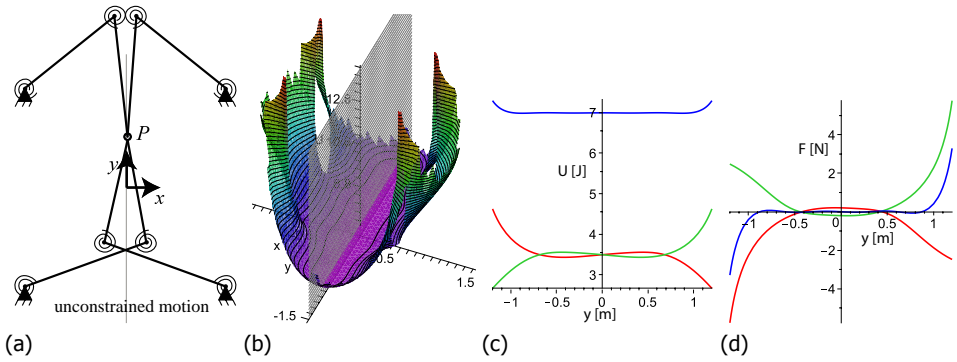 P
y
x
unconstrained motion
(a)
12.5
x
y
0.5
1.5
-1.5
(b)
7
U [J]
6
5
4
3
-1 -0.5 0 0.5 1
y [m]
(c)
4
F [N]
2
-1 -0.5 0 0.5 1
y [m]
-2
-4
(d)